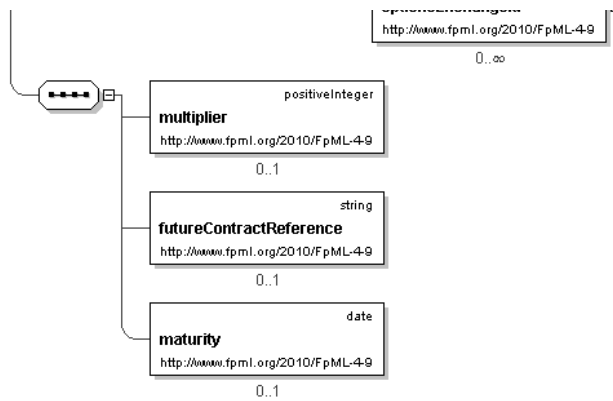 http://www.fpml.org/2010/FpML-4-9
0..∞
positiveInteger
multiplier
http://www.fpml.org/2010/FpML-4-9
0..1
string
futureContractReference
http://www.fpml.org/2010/FpML-4-9
0..1
date
maturity
http://www.fpml.org/2010/FpML-4-9
0..1